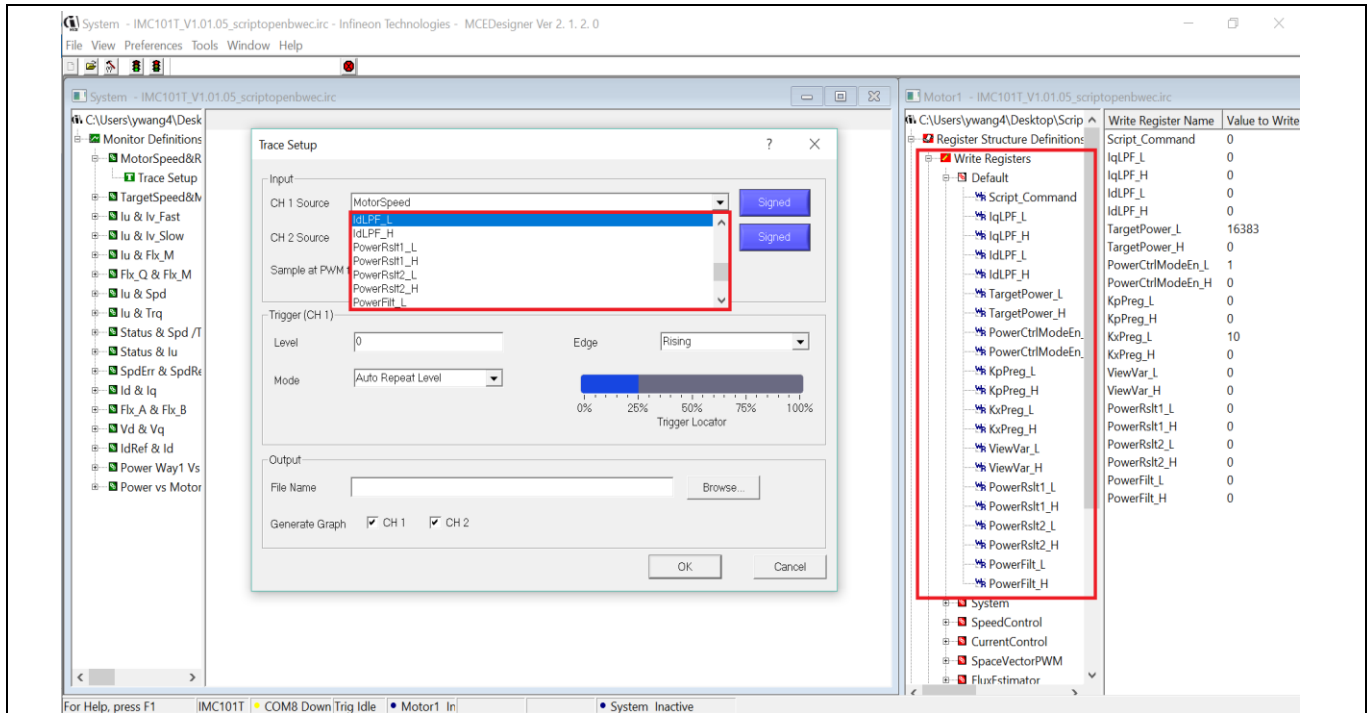 System - IMC101T_V1.01.05_scriptopenbwec.irc - Infineon Technologies - MCEDesigner Ver 2. 1. 2. 0
File View Preferences Tools Window Help
System - IMC101T_V1.01.05_scriptopenbwec.irc
C:\Users\ywang4\Desk
Monitor Definitions
MotorSpeed&R
Trace Setup
TargetSpeed&M
Iu & Iv_Fast
Iu & Iv_Slow
Iu & Flx_M
Flx_Q & Flx_M
Iu & Spd
Iu & Trq
Status & Spd /T
Status & Iu
SpdErr & SpdRe
Id & Iq
Flx_A & Flx_B
Vd & Vq
IdRef & Id
Power Way1 Vs
Power vs Motor
Trace Setup ?
Input
CH 1 Source MotorSpeed Signed
IdLPF_L
IdLPF_H
CH 2 Source Signed
PowerRslt1_L
PowerRslt1_H
Sample at PWM
PowerRslt2_L
PowerRslt2_H
PowerFilt_L
Trigger (CH 1)
Level 0 Edge Rising
Mode Auto Repeat Level
0% 25% 50% 75% 100%
Trigger Locator
Output
File Name Browse...
Generate Graph CH 1 CH 2
OK Cancel
Motor1 - IMC101T_V1.01.05_scriptopenbwec.irc
C:\Users\ywang4\Desktop\Scrip
Register Structure Definitions
Write Registers
Default
Script_Command
IqLPF_L
IqLPF_H
IdLPF_L
IdLPF_H
TargetPower_L
TargetPower_H
PowerCtrlModeEn_
PowerCtrlModeEn_
KpPreg_L
KpPreg_H
KxPreg_L
KxPreg_H
ViewVar_L
ViewVar_H
PowerRslt1_L
PowerRslt1_H
PowerRslt2_L
PowerRslt2_H
PowerFilt_L
PowerFilt_H
System
SpeedControl
CurrentControl
SpaceVectorPWM
FluxEstimator
Write Register Name Value to Write
Script_Command 0
IqLPF_L 0
IqLPF_H 0
IdLPF_L 0
IdLPF_H 0
TargetPower_L 16383
TargetPower_H 0
PowerCtrlModeEn_L 1
PowerCtrlModeEn_H 0
KpPreg_L 0
KpPreg_H 0
KxPreg_L 10
KxPreg_H 0
ViewVar_L 0
ViewVar_H 0
PowerRslt1_L 0
PowerRslt1_H 0
PowerRslt2_L 0
PowerRslt2_H 0
PowerFilt_L 0
PowerFilt_H 0
For Help, press F1 IMC101T COM8 Down Trig Idle Motor1 In System Inactive